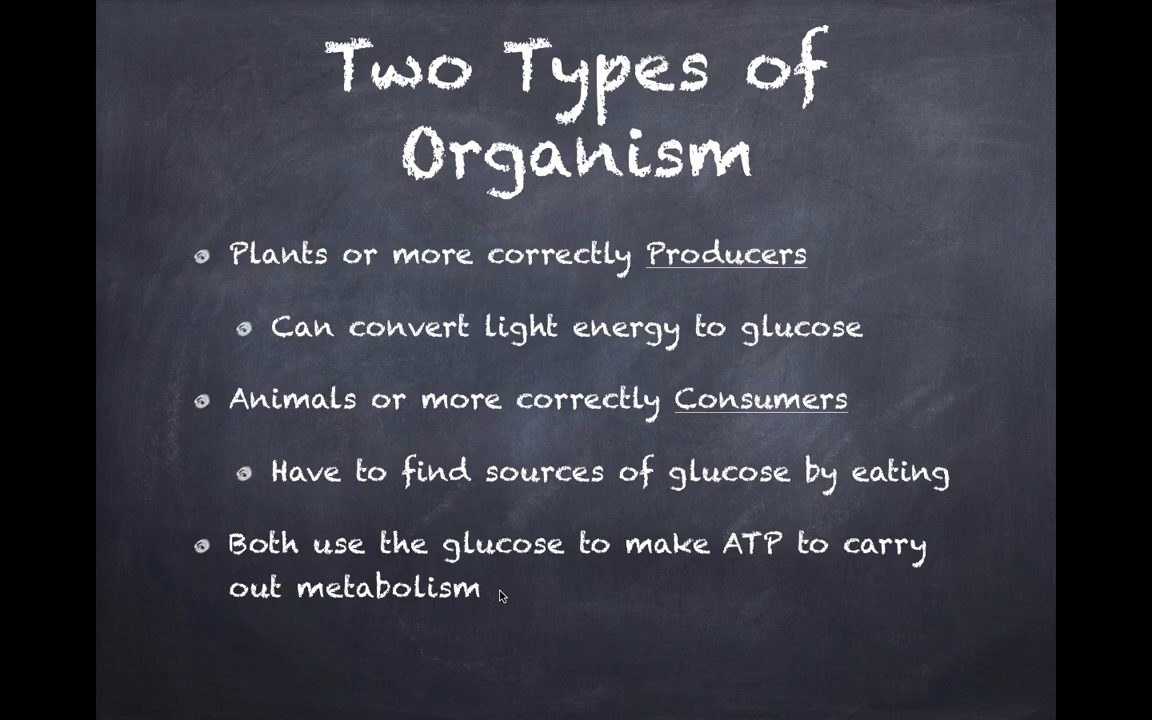 Two Types of
Organism
Plants or more correctly Producers
Can convert light energy to glucose
Animals or more correctly Consumers
Have to find sources of glucose by eating
Both use the glucose to make ATP to carry
out metabolism